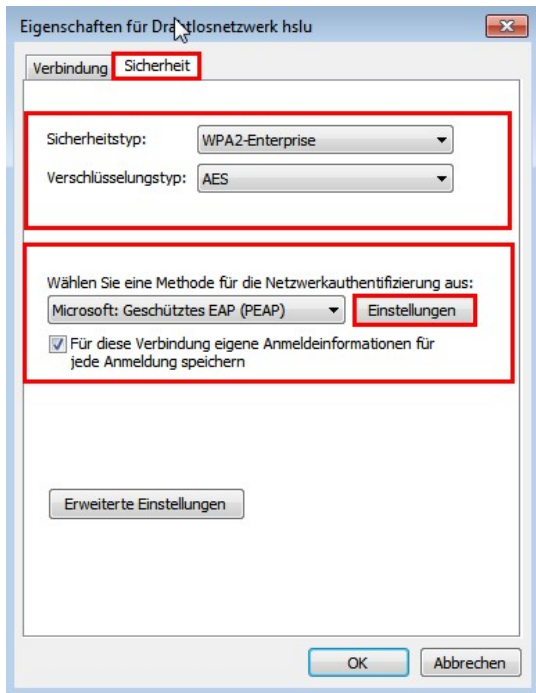 Eigenschaften für Drahtlosnetzwerk hslu
Verbindung Sicherheit
Sicherheitstyp: WPA2-Enterprise
Verschlüsselungstyp: AES
Wählen Sie eine Methode für die Netzwerkauthentifizierung aus:
Microsoft: Geschütztes EAP (PEAP) Einstellungen
Für diese Verbindung eigene Anmeldeinformationen für
jede Anmeldung speichern
Erweiterte Einstellungen
OK Abbrechen